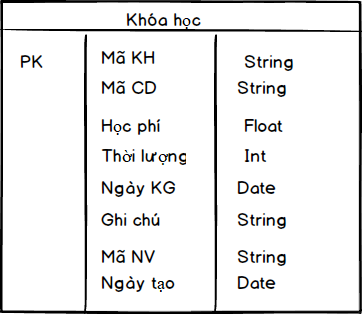 Khóa học
PK Mã KH String
Mã CD String
Học phí Float
Thời lượng Int
Ngày KG Date
Ghi chú String
Mã NV String
Ngày tạo Date